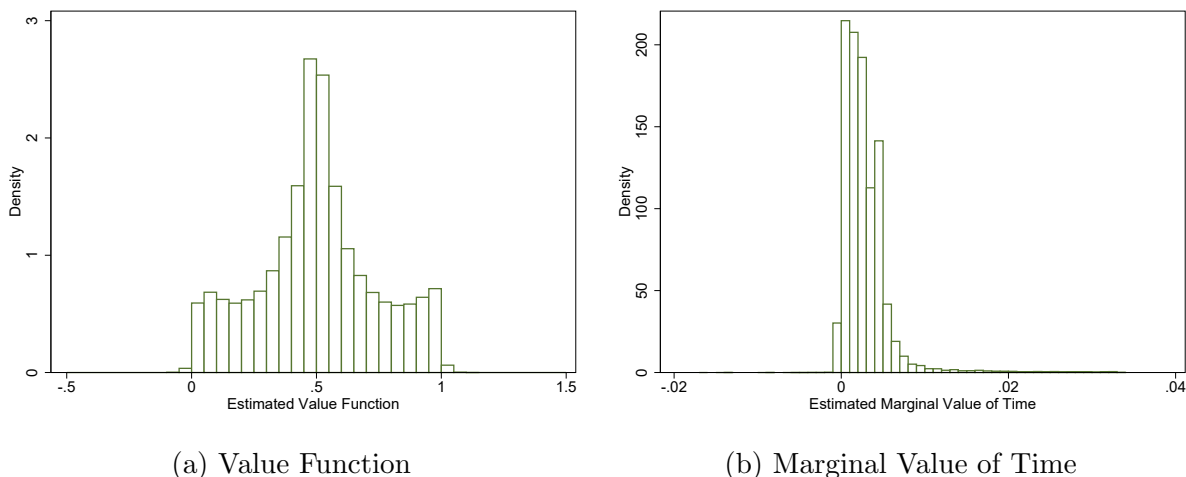 3
2
1
0
Density
-.5 0 .5 1 1.5
Estimated Value Function
(a) Value Function
200
150
100
50
0
Density
-.02 0 .02 .04
Estimated Marginal Value of Time
(b) Marginal Value of Time